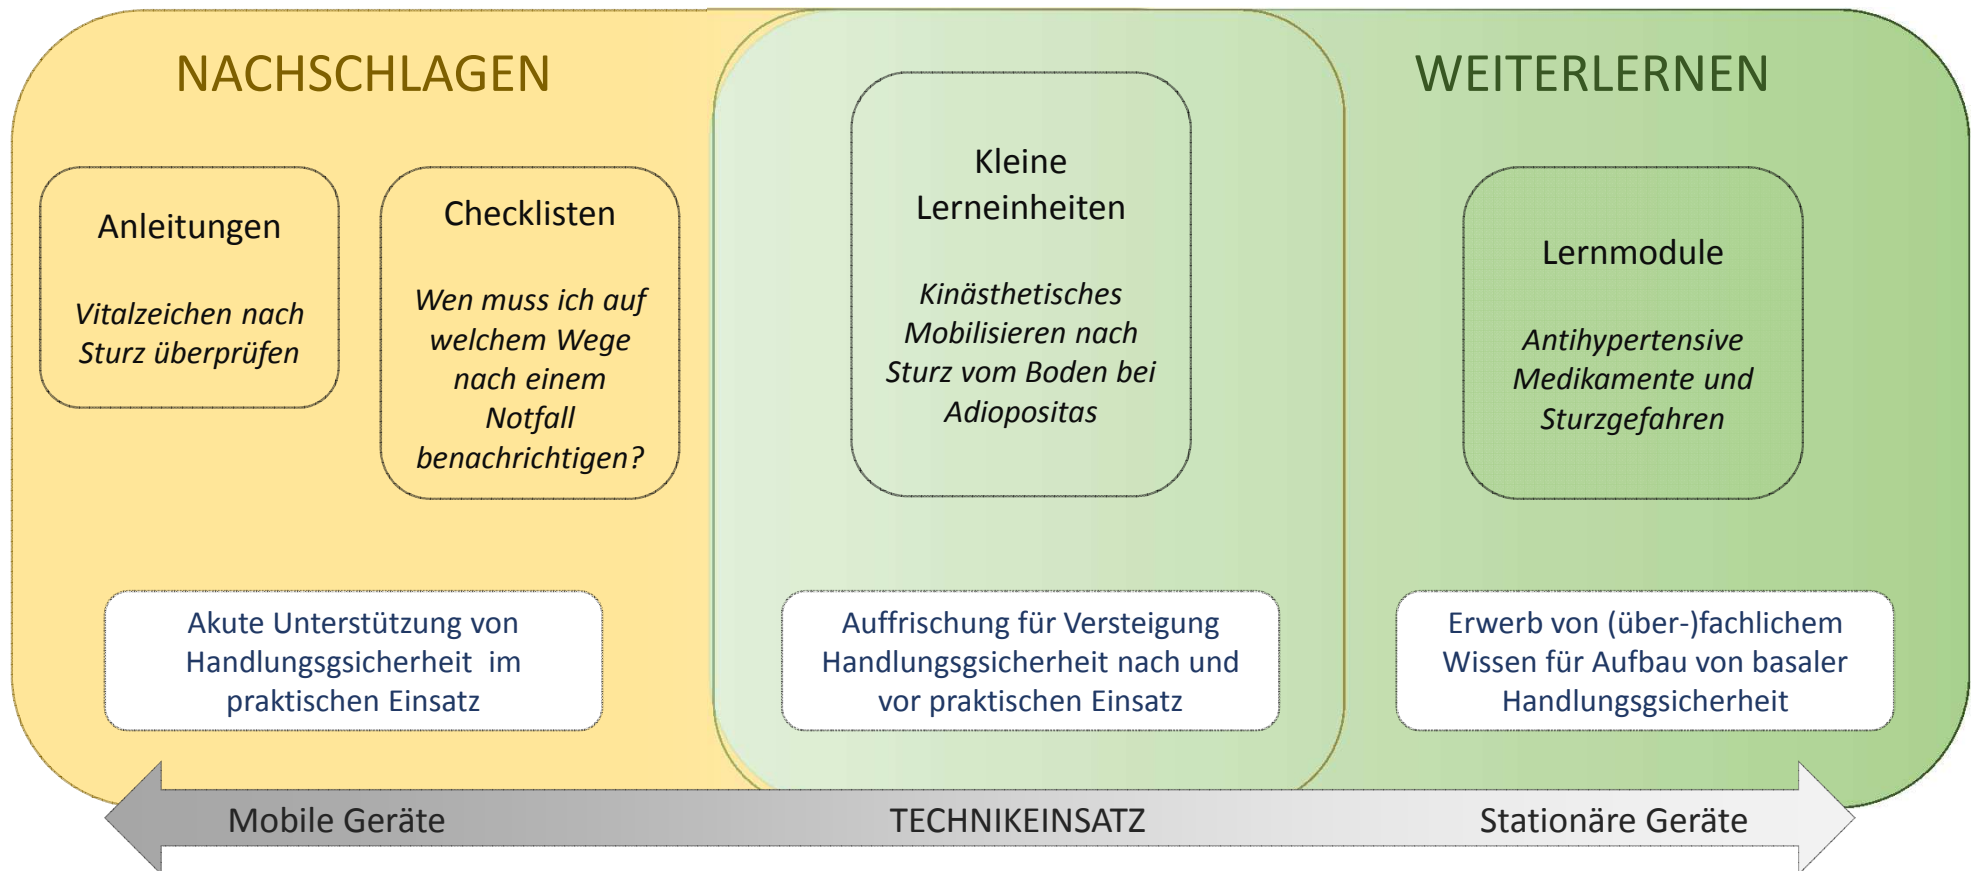 NACHSCHLAGEN
WEITERLERNEN
Anleitungen
Vitalzeichen nach
Sturz überprüfen
Checklisten
Wen muss ich auf
welchem Wege
nach einem
Notfall
benachrichtigen?
Kleine
Lerneinheiten
Kinästhetisches
Mobilisieren nach
Sturz vom Boden bei
Adiopositas
Lernmodule
Antihypertensive
Medikamente und
Sturzgefahren
Akute Unterstützung von
Handlungsgsicherheit im
praktischen Einsatz
Auffrischung für Versteigung
Handlungsgsicherheit nach und
vor praktischen Einsatz
Erwerb von (über-)fachlichem
Wissen für Aufbau von basaler
Handlungsgsicherheit
Mobile Geräte
TECHNIKEINSATZ
Stationäre Geräte